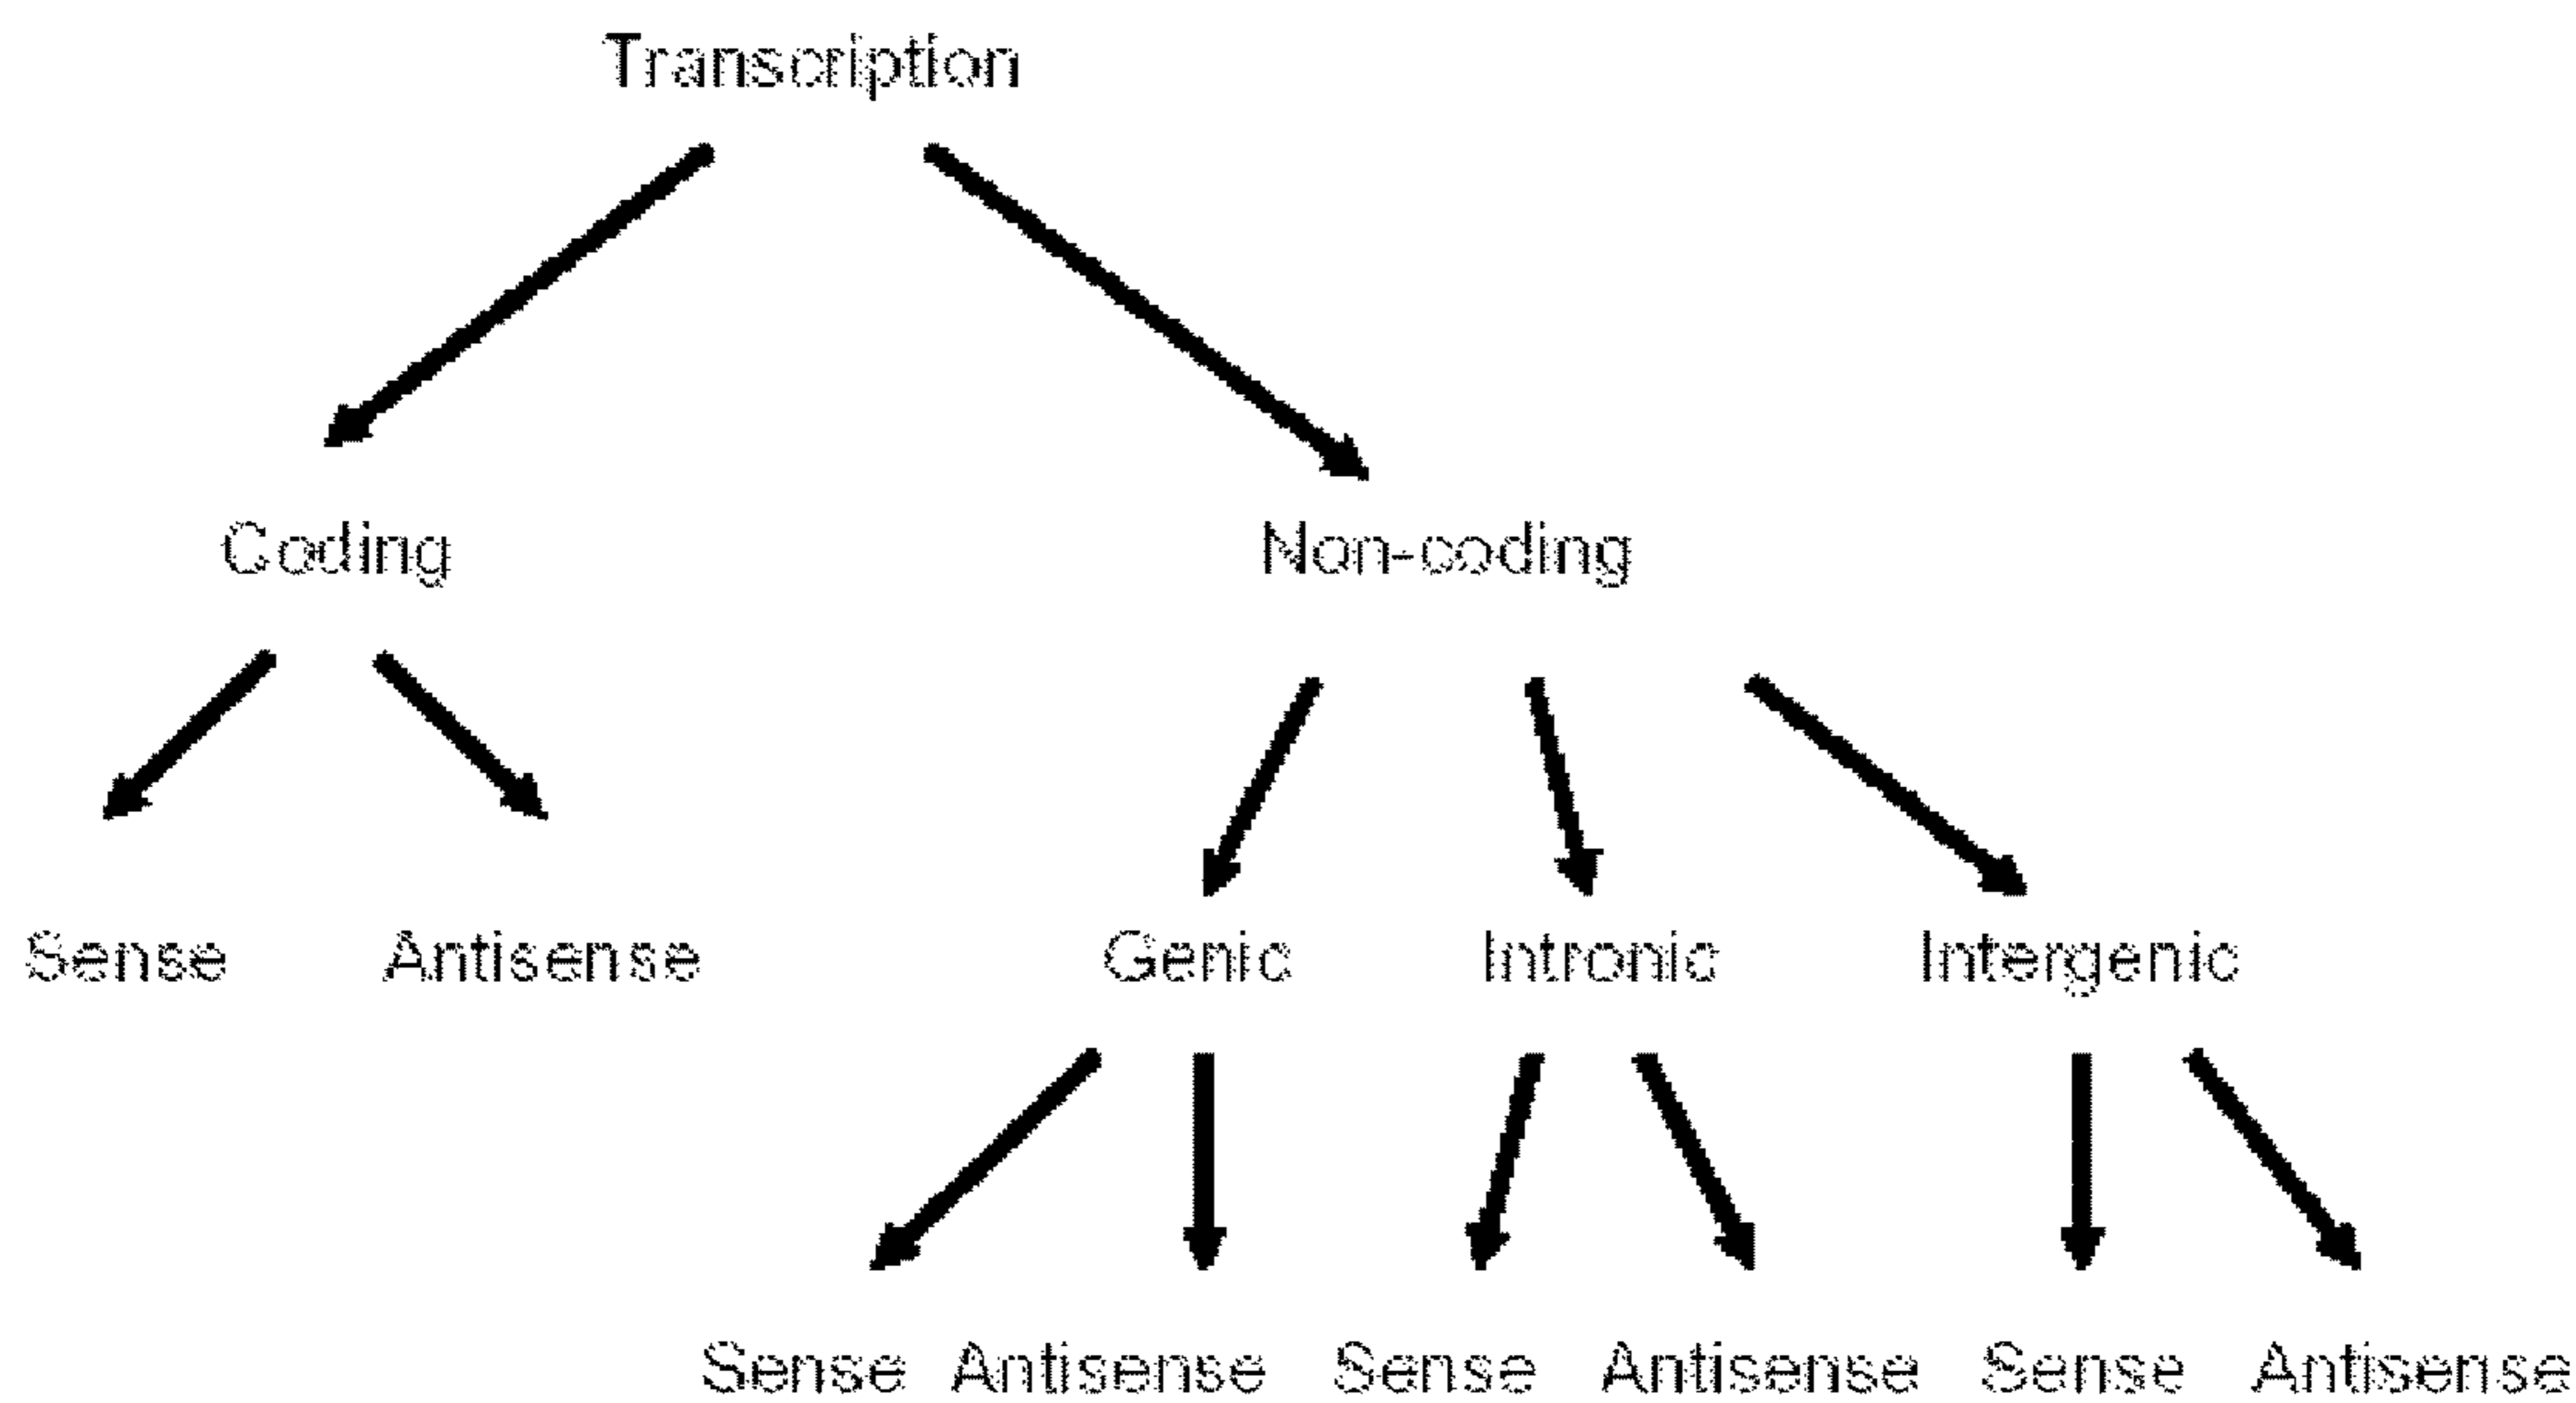 Transcription
Coding Non-coding
Sense Antisense Genic Intronic Intergenic
Sense Antisense Sense Antisense Sense Antisense